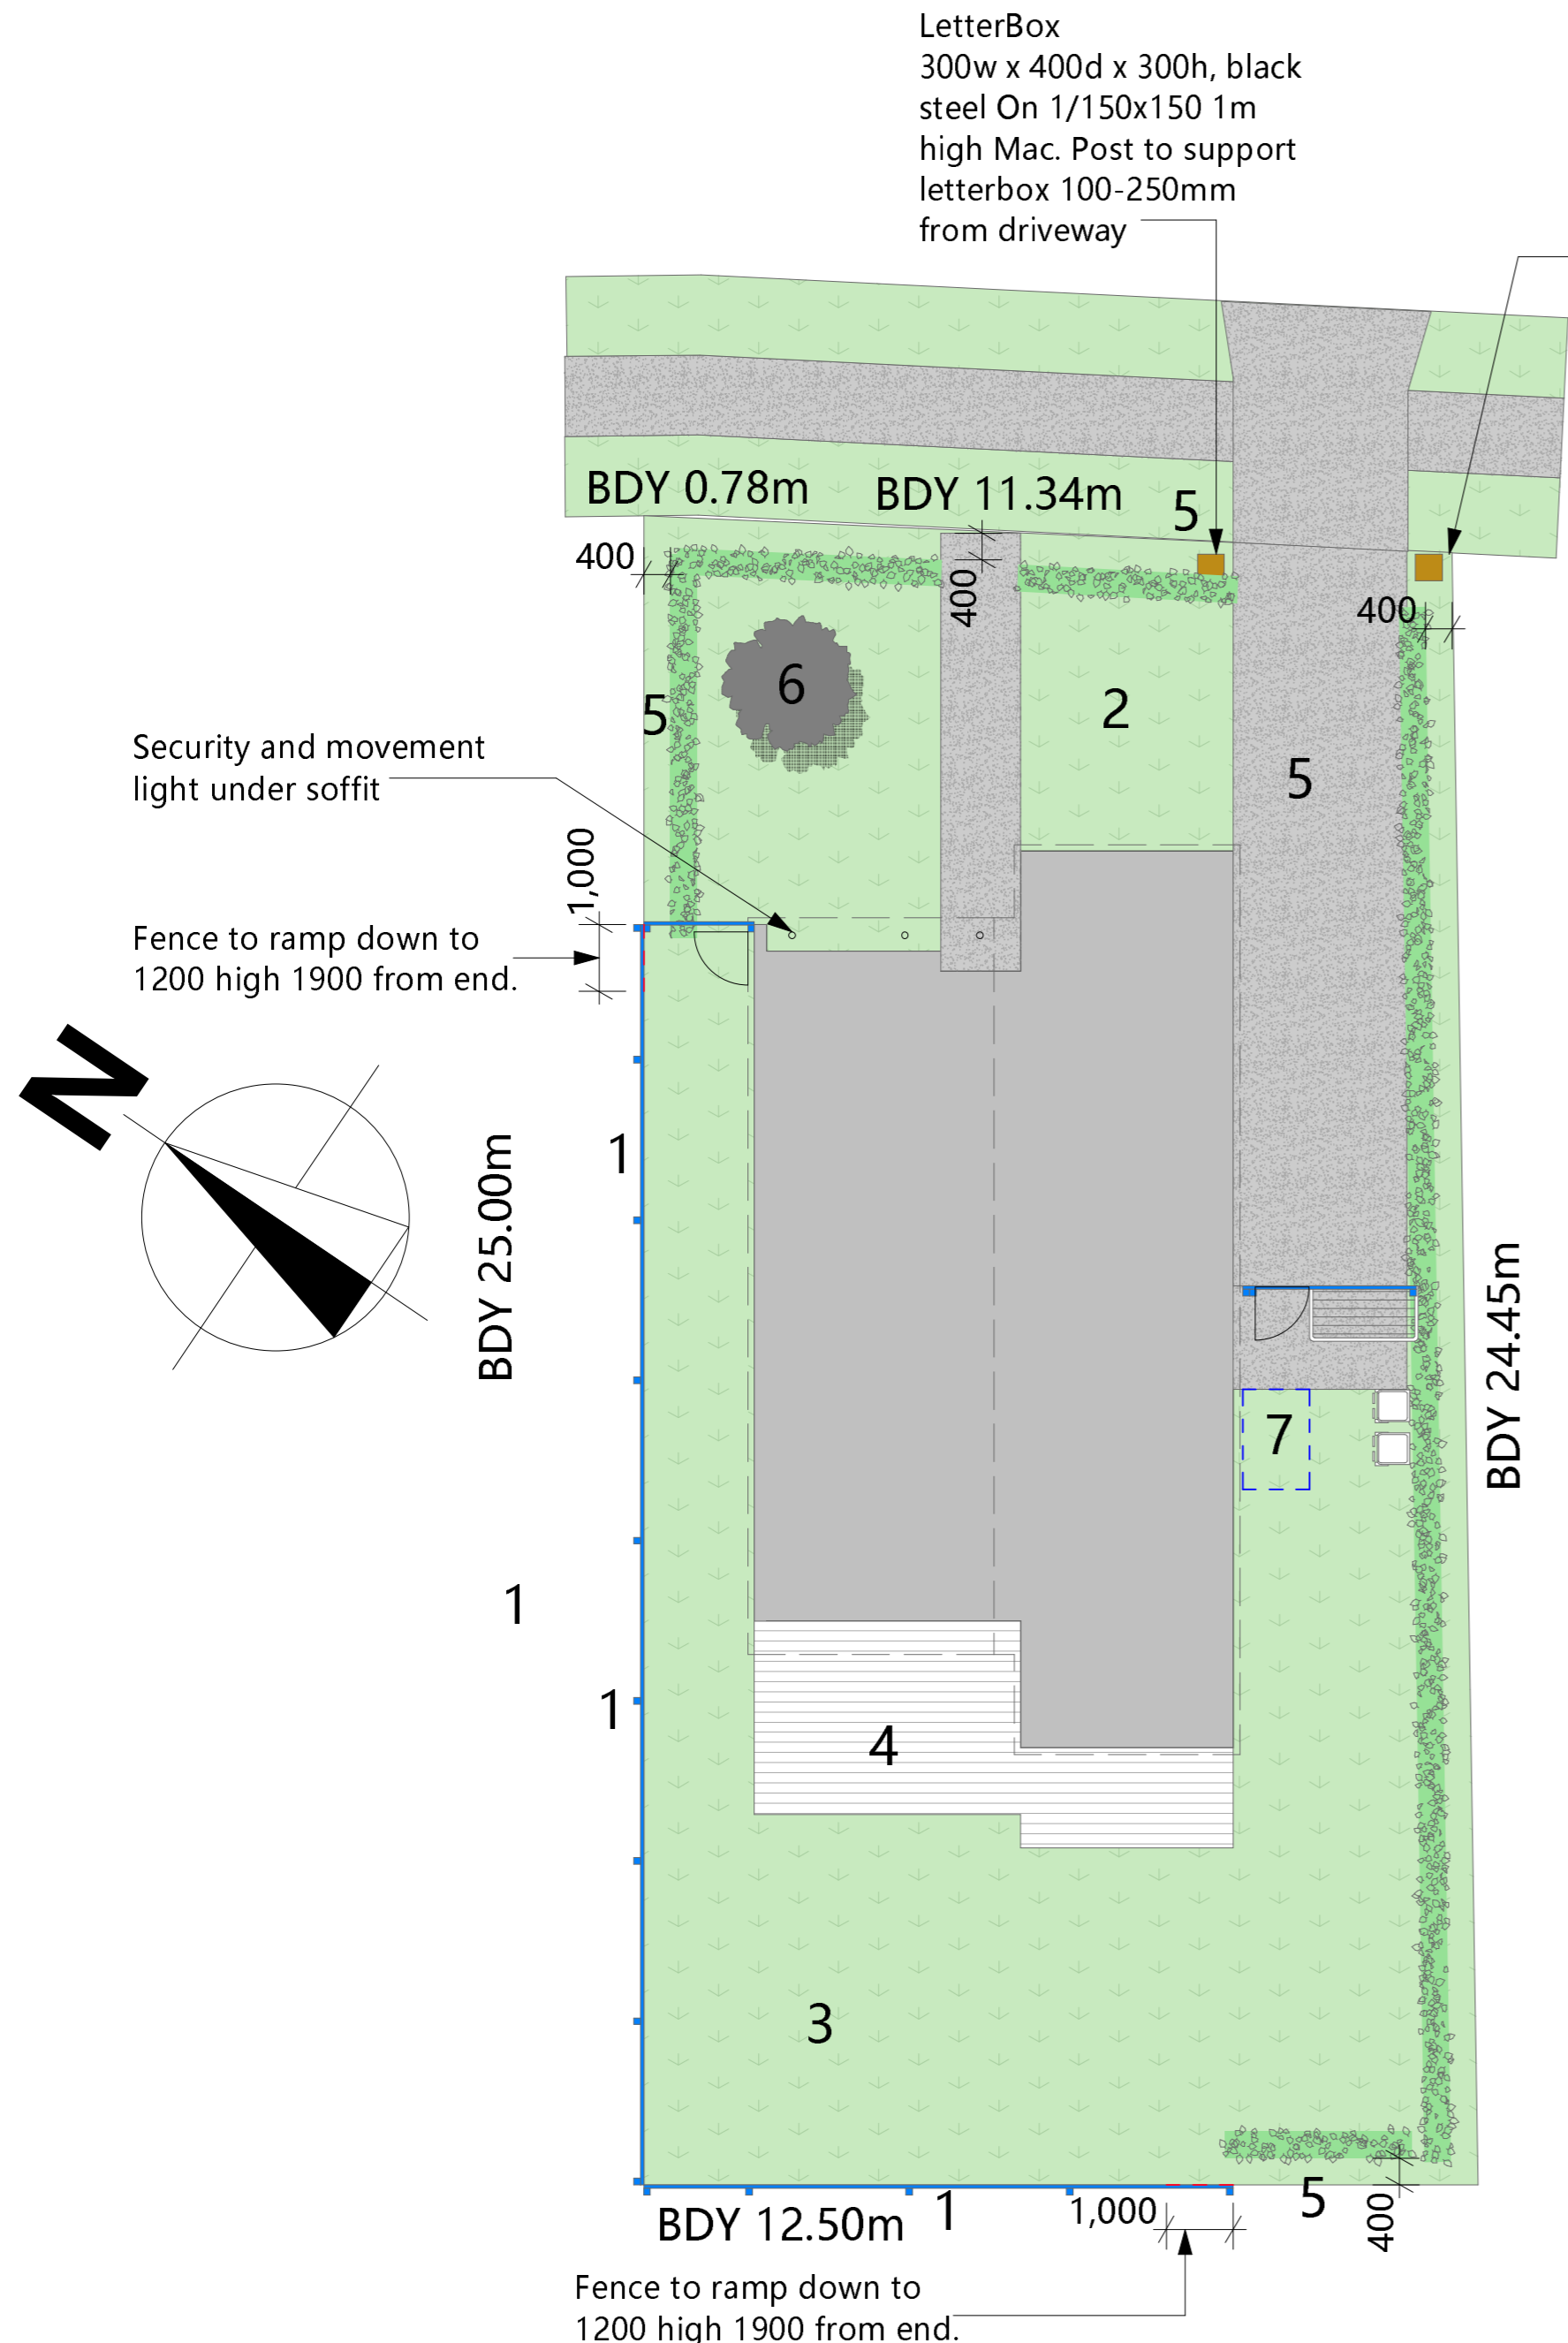 LetterBox
300w x 400d x 300h, black
steel On 1/150x150 1m
high Mac. Post to support
letterbox 100-250mm
from driveway
BDY 0.78m
BDY 11.34m
5
400
400
400
6
2
5
5
Security and movement
light under soffit
1,000
Fence to ramp down to
1200 high 1900 from end.
N
1
BDY 25.00m
BDY 24.45m
7
1
1
4
3
BDY 12.50m
1
1,000
5
400
Fence to ramp down to
1200 high 1900 from end.